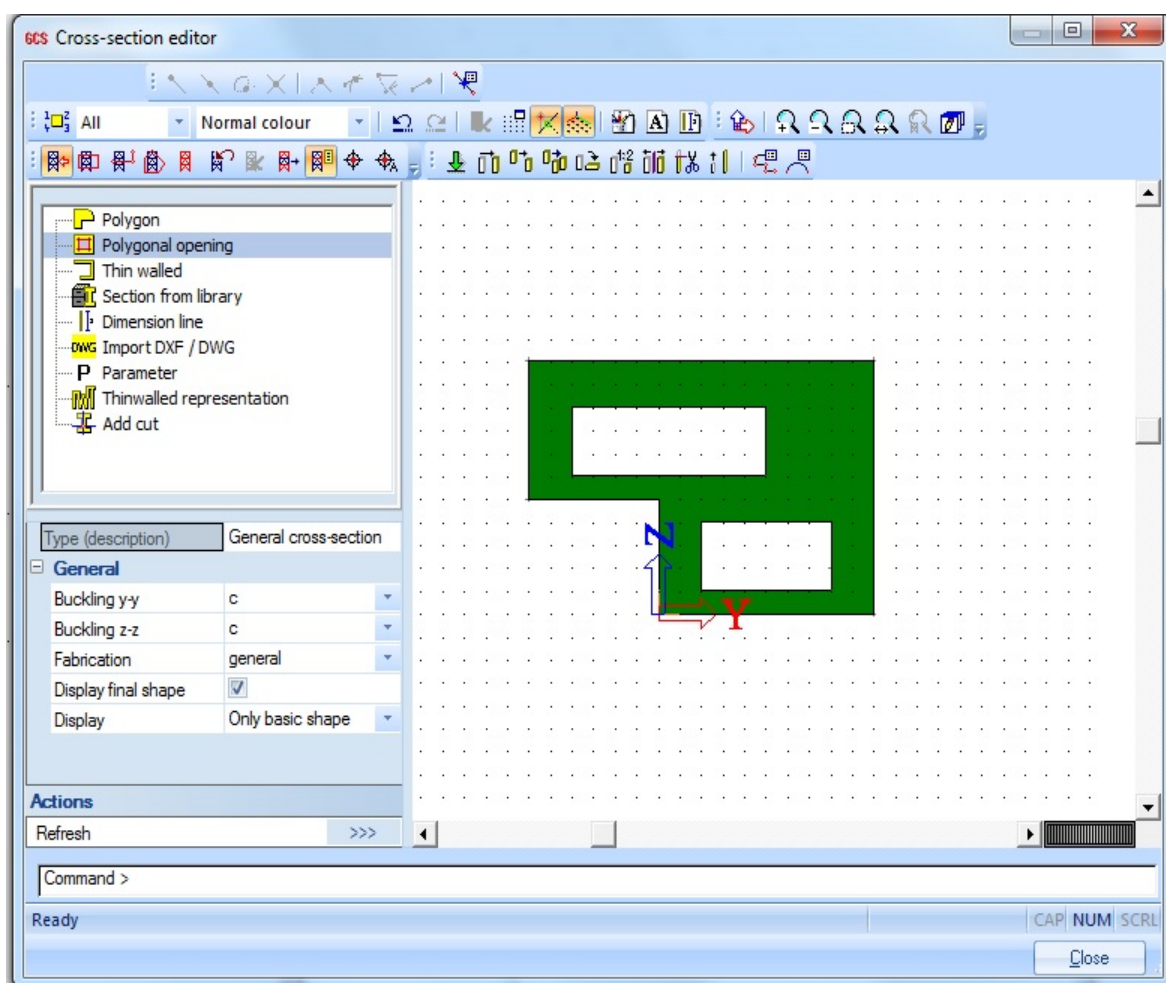 GCS Cross-section editor
All Normal colour
Polygon
Polygonal opening
Thin walled
Section from library
Dimension line
DWG Import DXF / DWG
P Parameter
Thinwalled representation
Add cut
Type (description) General cross-section
General
Buckling y-y c
Buckling z-z c
Fabrication general
Display final shape
Display Only basic shape
Actions
Refresh >>>
Z
Y
Command >
Ready CAP NUM SCRL
Close